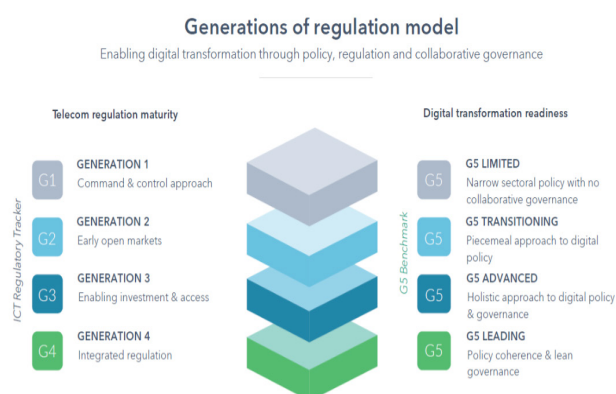 Generations of regulation model
Enabling digital transformation through policy, regulation and collaborative governance
Telecom regulation maturity
Digital transformation readiness
ICT Regulatory Tracker
G1
GENERATION 1
Command & control approach
G2
GENERATION 2
Early open markets
G3
GENERATION 3
Enabling investment & access
G4
GENERATION 4
Integrated regulation
G5 Benchmark
G5
G5 LIMITED
Narrow sectoral policy with no
collaborative governance
G5
G5 TRANSITIONING
Piecemeal approach to digital
policy
G5
G5 ADVANCED
Holistic approach to digital policy
& governance
G5
G5 LEADING
Policy coherence & lean
governance